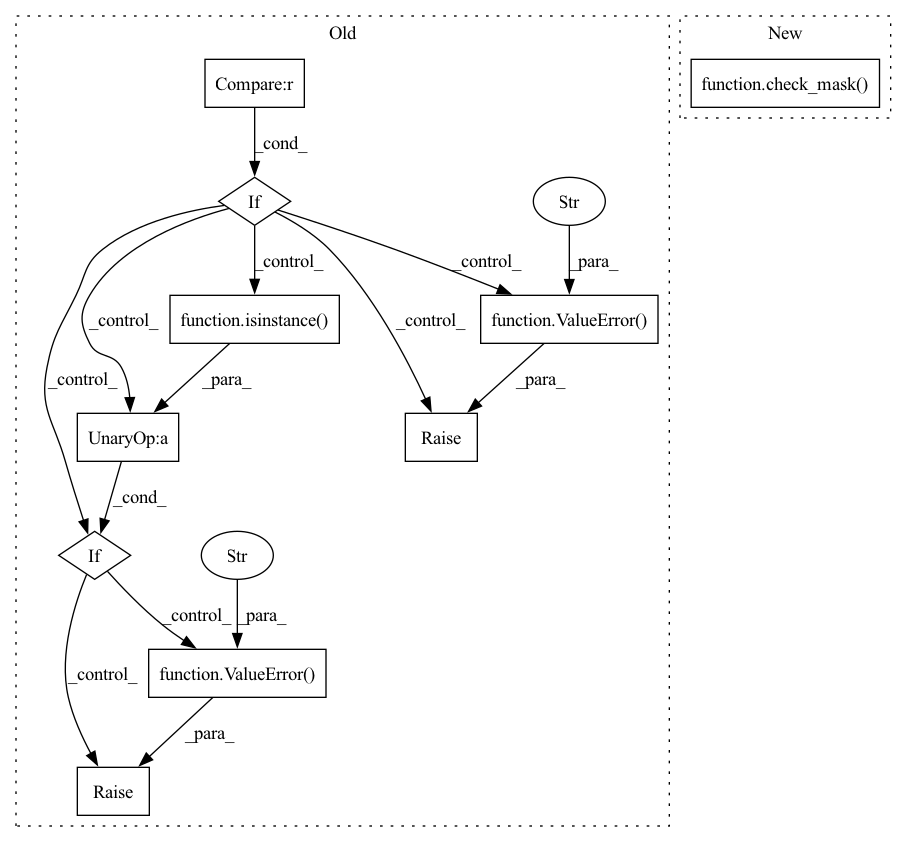 Old
New
Compare:r
function.check_mask()
_cond_
If
Str
_control_
_control_
_para_
_control_
function.isinstance()
function.ValueError()
_control_
_control_
_para_
_para_
UnaryOp:a
Raise
_cond_
If
Str
_control_
_para_
_control_
function.ValueError()
_para_
Raise